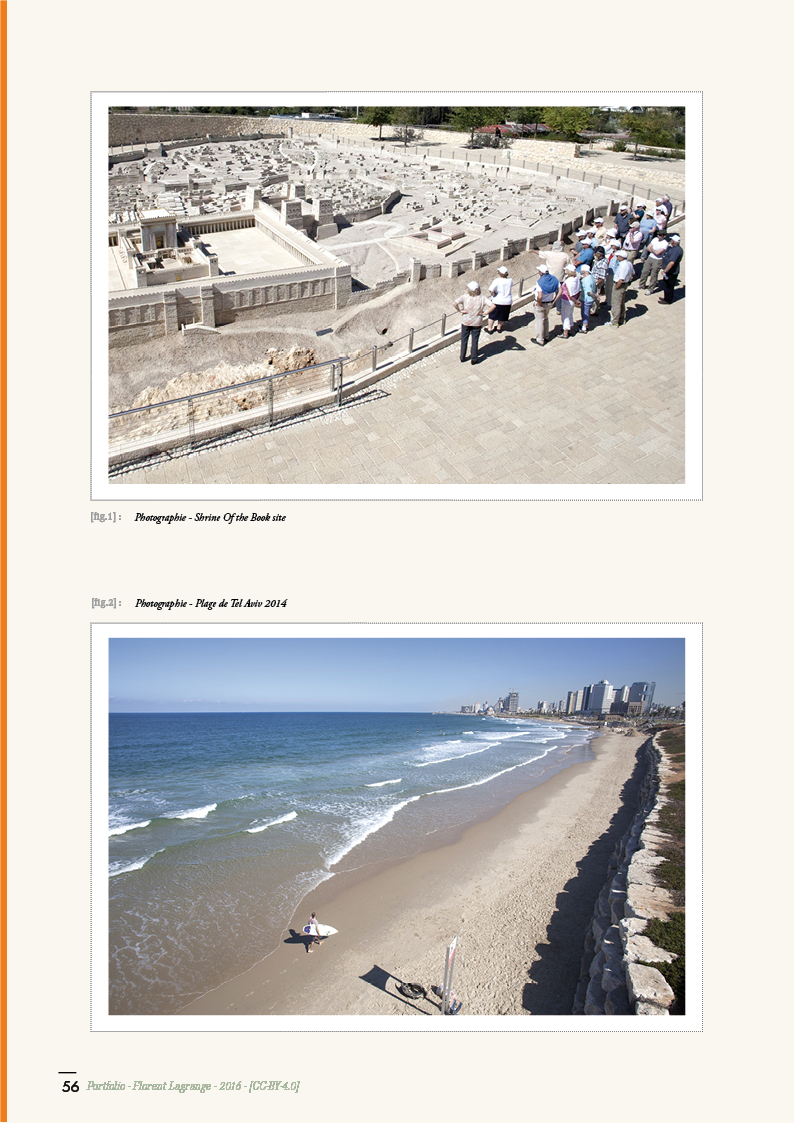 [fig.1] : Photographie - Shrine Of the Book site
[fig.2] : Photographie - Plage de Tel Aviv 2014
56 Portfolio - Florent Lagrange - 2016 - [CC-BY-4.0]